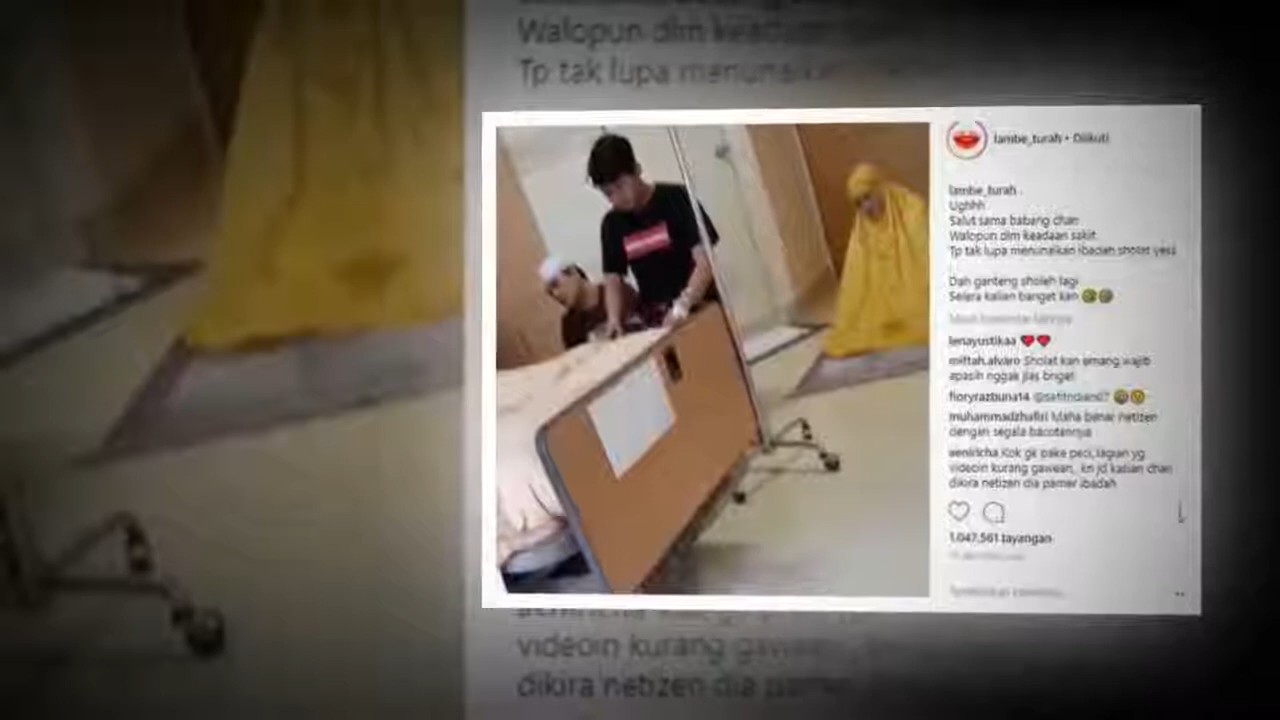 Walopun dlm keadaan
Tp tak lupa menunaikan
lambe_turah • Diikuti
lambe_turah
Ughhh
Salut sama babang chan
Walopun dlm keadaan sakit
Tp tak lupa menunaikan ibadah sholat yess
Dah ganteng sholeh lagi
Selera kalian banget kan
lenayustikaa
miftah.alvaro Sholat kan emang wajib
apasih nggak jlas bnget
fioryrazbuna14
muhammadzhafiri Maha benar netizen
dengan segala bacotannya
Kok gk pake peci, lagian yg
videoin kurang gawean, kn jd kasian chan
dikira netizen dia pamer ibadah
1.047.561 tayangan
videoin kurang gawean,
dikira netizen dia pamer